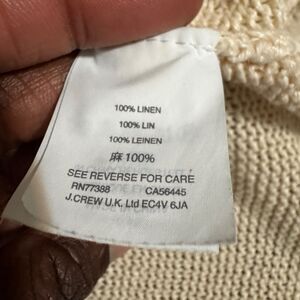 100% LINEN
100% LIN
100% LEINEN
麻 100%
SEE REVERSE FOR CARE
RN77388 CA56445
J.CREW U.K. Ltd EC4V 6JA